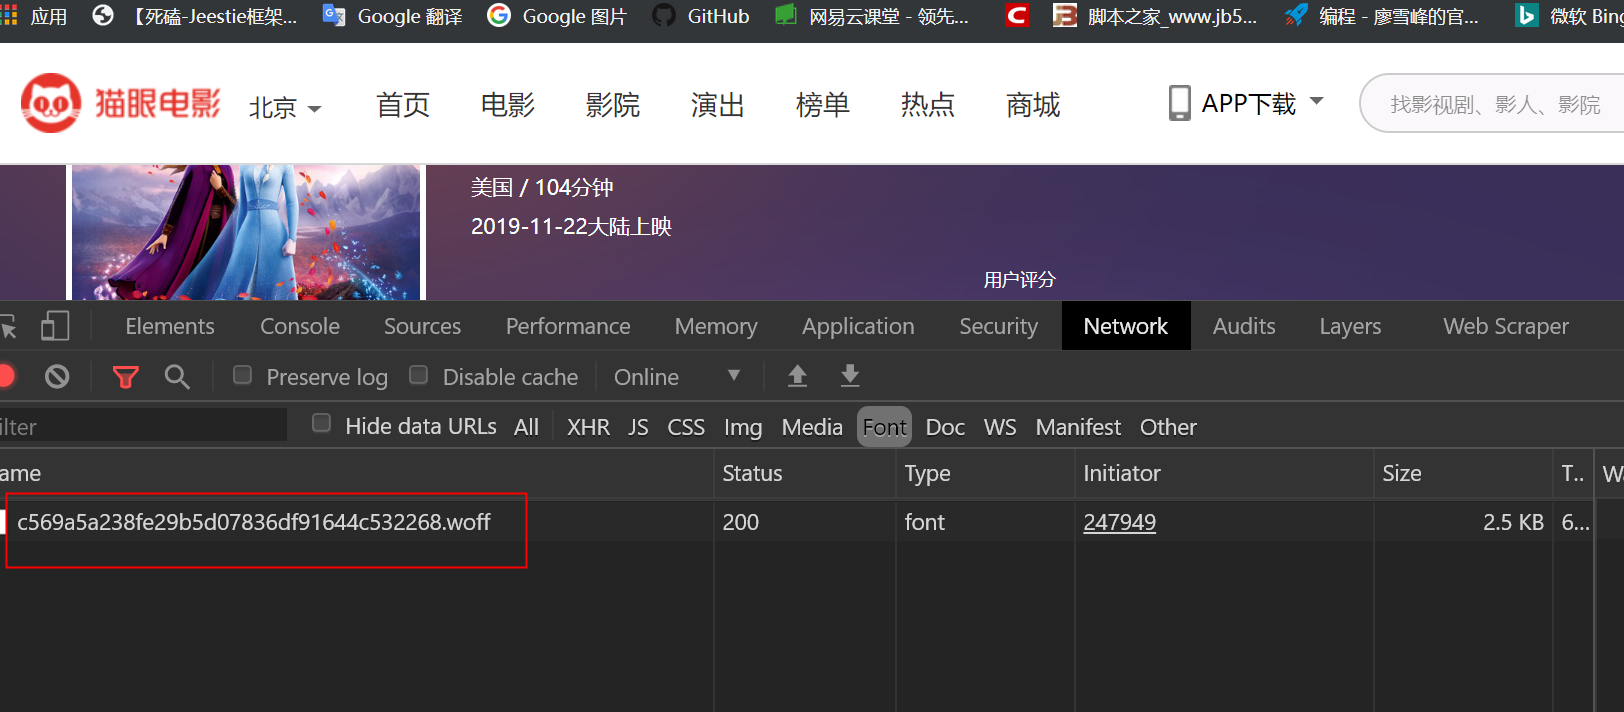 应用 【死磕-Jeestie框架... Google 翻译 Google 图片 GitHub 网易云课堂 - 领先... 脚本之家_www.jb5... 编程 - 廖雪峰的官... 微软 Bing
猫眼电影 北京 首页 电影 影院 演出 榜单 热点 商城 APP下载 找影视剧、影人、影院
美国 / 104分钟
2019-11-22大陆上映
用户评分
Elements Console Sources Performance Memory Application Security Network Audits Layers Web Scraper
Preserve log Disable cache Online
ilter Hide data URLs All XHR JS CSS Img Media Font Doc WS Manifest Other
ame Status Type Initiator Size T.. Wa
c569a5a238fe29b5d07836df91644c532268.woff 200 font 247949 2.5 KB 6...